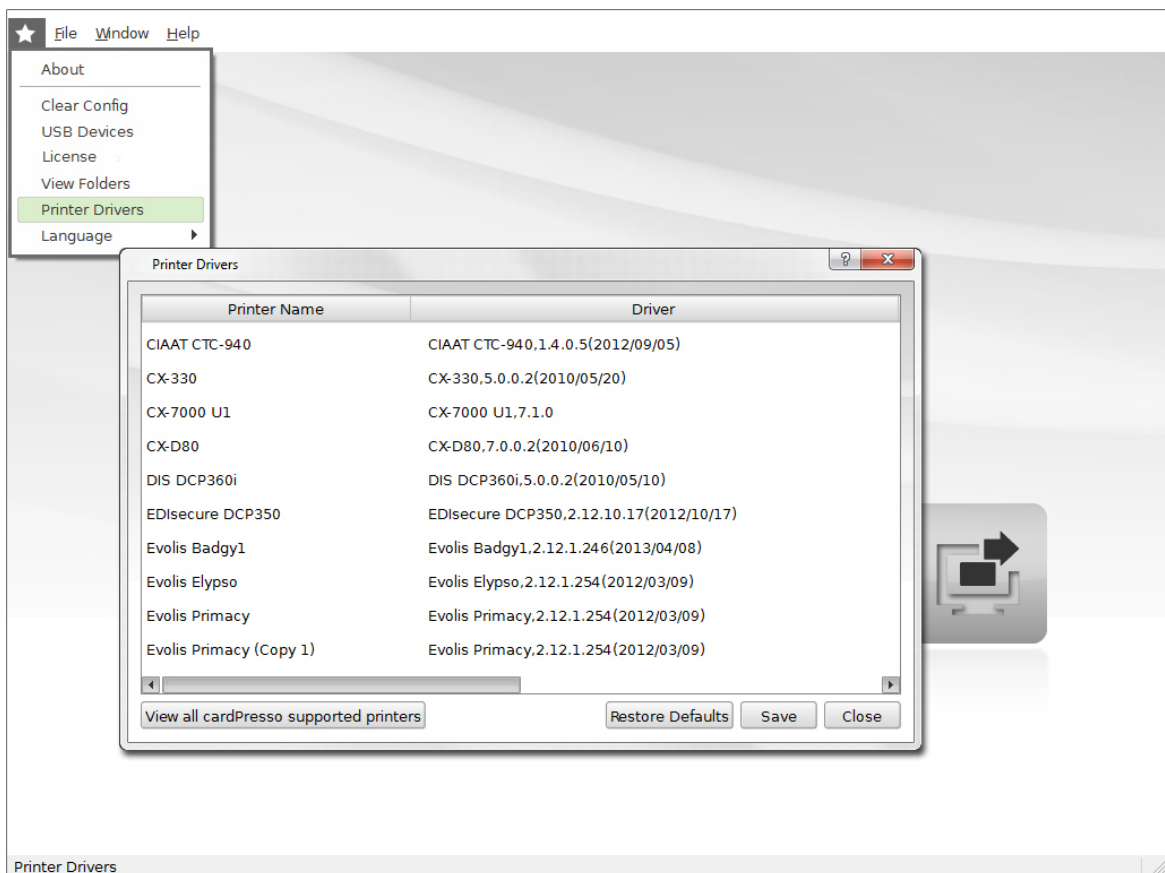 File Window Help
About
Clear Config
USB Devices
License
View Folders
Printer Drivers
Language
Printer Drivers
Printer Name Driver
CIAAT CTC-940 CIAAT CTC-940,1.4.0.5(2012/09/05)
CX-330 CX-330,5.0.0.2(2010/05/20)
CX-7000 U1 CX-7000 U1,7.1.0
CX-D80 CX-D80,7.0.0.2(2010/06/10)
DIS DCP360i DIS DCP360i,5.0.0.2(2010/05/10)
EDIsecure DCP350 EDIsecure DCP350,2.12.10.17(2012/10/17)
Evolis Badgy1 Evolis Badgy1,2.12.1.246(2013/04/08)
Evolis Elypso Evolis Elypso,2.12.1.254(2012/03/09)
Evolis Primacy Evolis Primacy,2.12.1.254(2012/03/09)
Evolis Primacy (Copy 1) Evolis Primacy,2.12.1.254(2012/03/09)
View all cardPresso supported printers Restore Defaults Save Close
Printer Drivers